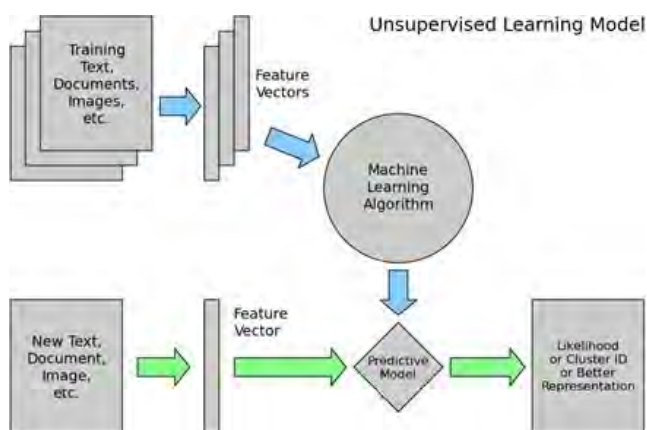 Unsupervised Learning Model
Training
Text,
Documents,
Images,
etc.
Feature
Vectors
Machine
Learning
Algorithm
New Text,
Document,
Image,
etc.
Feature
Vector
Predictive
Model
Likelihood
or Cluster ID
or Better
Representation